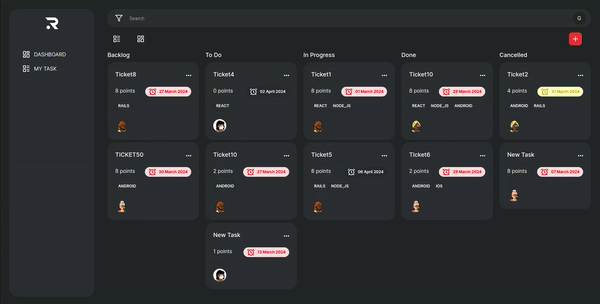 Search
G
DASHBOARD
MY TASK
Backlog
To Do
In Progress
Done
Cancelled
Ticket8
8 points
27 March 2024
RAILS
TICKET50
8 points
30 March 2024
ANDROID
Ticket4
0 points
02 April 2024
REACT
Ticket10
2 points
27 March 2024
ANDROID
New Task
1 points
13 March 2024
Ticket1
8 points
01 March 2024
REACT NODE_JS
Ticket5
8 points
06 April 2024
RAILS NODE_JS
Ticket10
8 points
28 March 2024
REACT NODE_JS ANDROID
Ticket6
2 points
29 March 2024
ANDROID IOS
Ticket2
4 points
31 March 2024
ANDROID RAILS
New Task
8 points
07 March 2024